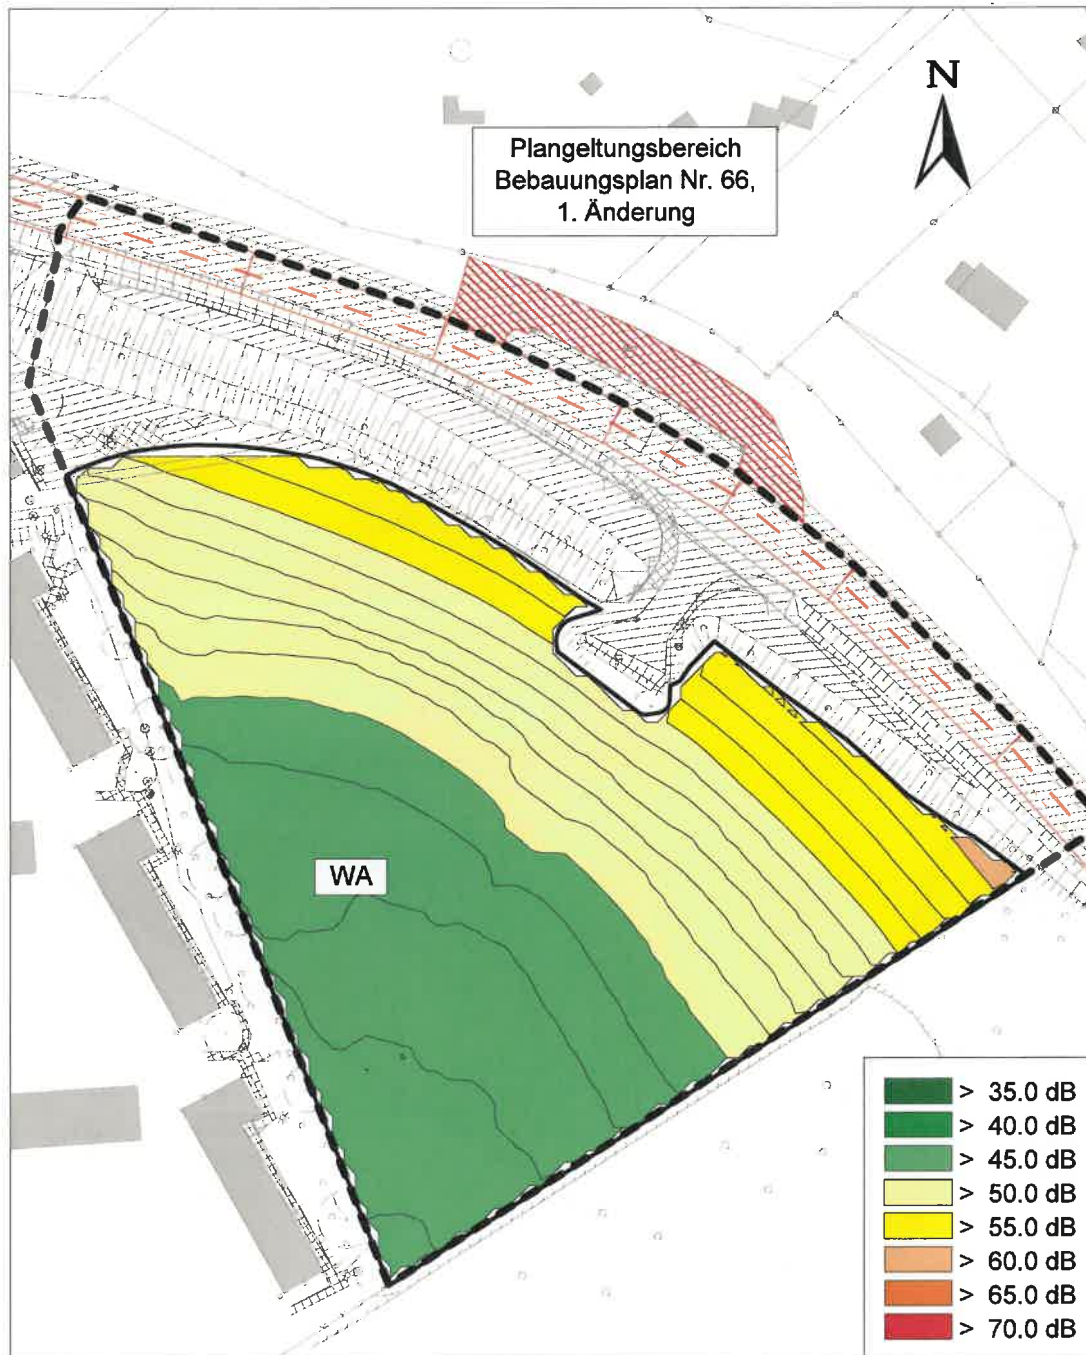 N
Plangeltungsbereich
Bebauungsplan Nr. 66,
1. Änderung
WA
> 35.0 dB
> 40.0 dB
> 45.0 dB
> 50.0 dB
> 55.0 dB
> 60.0 dB
> 65.0 dB
> 70.0 dB